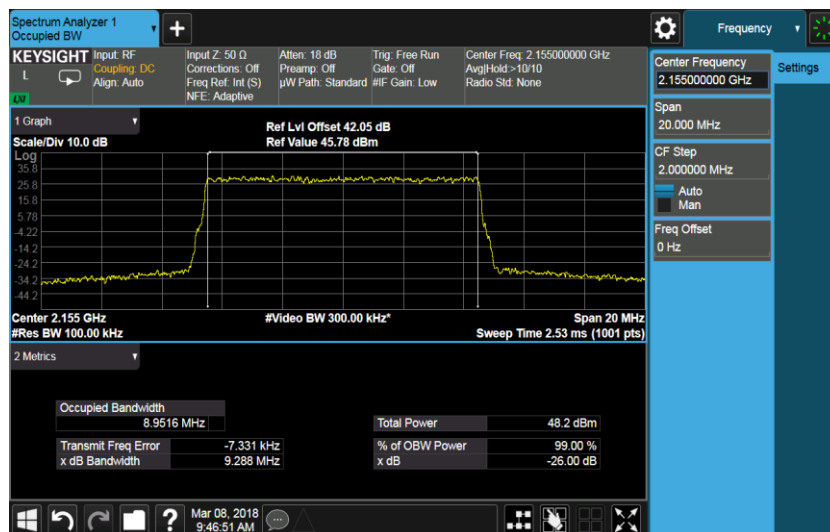 Spectrum Analyzer 1
Occupied BW
Frequency
KEYSIGHT
L
LXI
Input: RF
Coupling: DC
Align: Auto
Input Z: 50 Ω
Corrections: Off
Freq Ref: Int (S)
NFE: Adaptive
Atten: 18 dB
Preamp: Off
µW Path: Standard
Trig: Free Run
Gate: Off
#IF Gain: Low
Center Freq: 2.155000000 GHz
Avg|Hold:>10/10
Radio Std: None
Center Frequency
2.155000000 GHz
Settings
Span
20.000 MHz
CF Step
2.000000 MHz
Auto
Man
Freq Offset
0 Hz
1 Graph
Scale/Div 10.0 dB
Ref Lvl Offset 42.05 dB
Ref Value 45.78 dBm
Log
35.8
25.8
15.8
5.78
-4.22
-14.2
-24.2
-34.2
-44.2
Center 2.155 GHz
#Video BW 300.00 kHz*
Span 20 MHz
#Res BW 100.00 kHz
Sweep Time 2.53 ms (1001 pts)
2 Metrics
Occupied Bandwidth
8.9516 MHz
Total Power 48.2 dBm
Transmit Freq Error -7.331 kHz
% of OBW Power 99.00 %
x dB Bandwidth 9.288 MHz
x dB -26.00 dB
?
Mar 08, 2018
9:46:51 AM